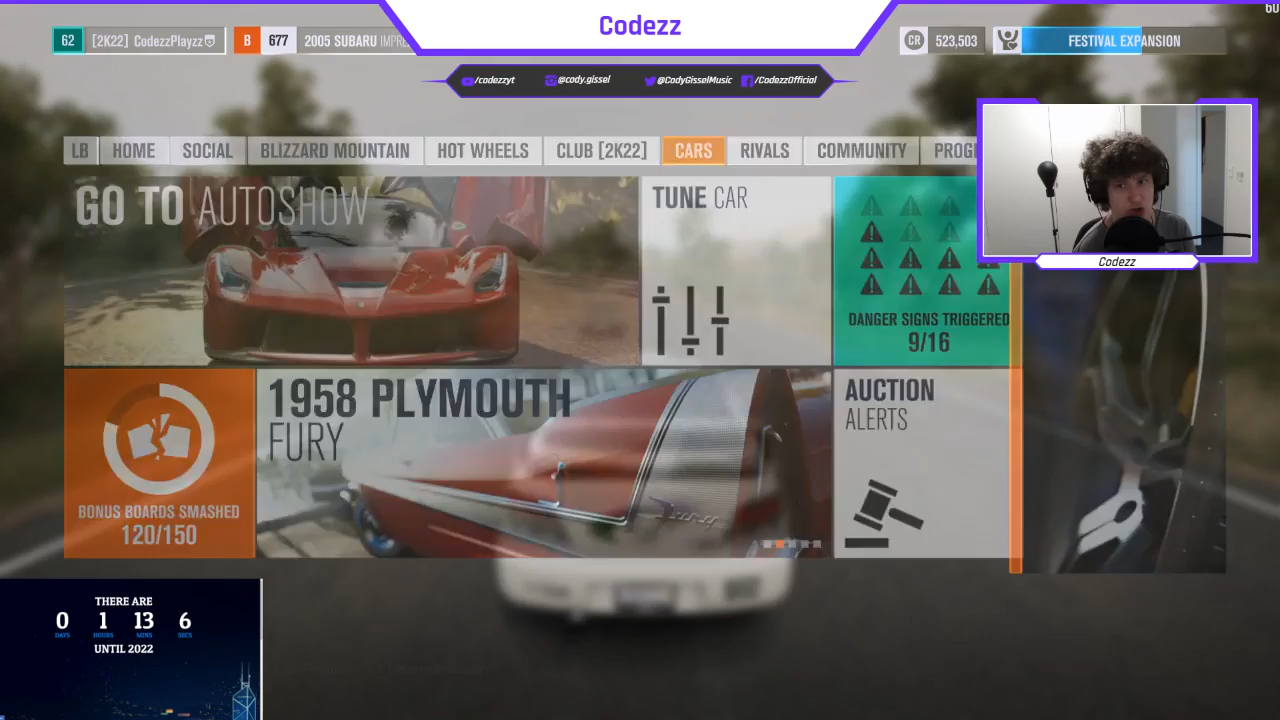 Codezz
60
62 [2K22] CodezzPlayzz
B 677 2005 SUBARU IMPRE
CR 523,503
FESTIVAL EXPANSION
/codezzyt @cody.gissel @CodyGisselMusic /CodezzOfficial
LB HOME SOCIAL BLIZZARD MOUNTAIN HOT WHEELS CLUB [2K22] CARS RIVALS COMMUNITY PROG
GO TO AUTOSHOW
TUNE CAR
DANGER SIGNS TRIGGERED
9/16
Codezz
BONUS BOARDS SMASHED
120/150
1958 PLYMOUTH
FURY
Fury
AUCTION
ALERTS
THERE ARE
0 1 13 6
DAYS HOURS MINS SECS
UNTIL 2022